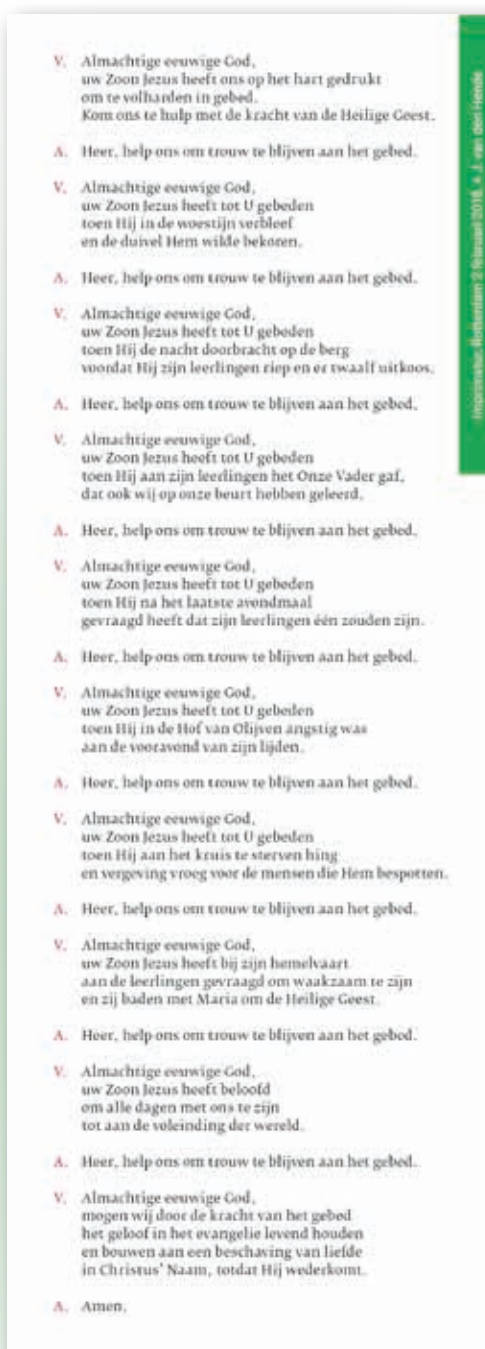 V. Almachtige eeuwige God,
uw Zoon Jezus heeft ons op het hart gedrukt
om te volharden in gebed.
Kom ons te hulp met de kracht van de Heilige Geest.
A. Heer, help ons om trouw te blijven aan het gebed.
V. Almachtige eeuwige God,
uw Zoon Jezus heeft tot U gebeden
toen Hij in de woestijn verbleef
en de duivel Hem wilde bekoren.
A. Heer, help ons om trouw te blijven aan het gebed.
V. Almachtige eeuwige God,
uw Zoon Jezus heeft tot U gebeden
toen Hij de nacht doorbracht op de berg
voordat Hij zijn leerlingen riep en er twaalf uitkoos.
A. Heer, help ons om trouw te blijven aan het gebed.
V. Almachtige eeuwige God,
uw Zoon Jezus heeft tot U gebeden
toen Hij aan zijn leerlingen het Onze Vader gaf,
dat ook wij op onze beurt hebben geleerd.
A. Heer, help ons om trouw te blijven aan het gebed.
V. Almachtige eeuwige God,
uw Zoon Jezus heeft tot U gebeden
toen Hij na het laatste avondmaal
gevraagd heeft dat zijn leerlingen één zouden zijn.
A. Heer, help ons om trouw te blijven aan het gebed.
V. Almachtige eeuwige God,
uw Zoon Jezus heeft tot U gebeden
toen Hij in de Hof van Olijven angstig was
aan de vooravond van zijn lijden.
A. Heer, help ons om trouw te blijven aan het gebed.
V. Almachtige eeuwige God,
uw Zoon Jezus heeft tot U gebeden
toen Hij aan het kruis te sterven hing
en vergeving vroeg voor de mensen die Hem bespotten.
A. Heer, help ons om trouw te blijven aan het gebed.
V. Almachtige eeuwige God,
uw Zoon Jezus heeft bij zijn hemelvaart
aan de leerlingen gevraagd om waakzaam te zijn
en zij baden met Maria om de Heilige Geest.
A. Heer, help ons om trouw te blijven aan het gebed.
V. Almachtige eeuwige God,
uw Zoon Jezus heeft beloofd
om alle dagen met ons te zijn
tot aan de voleinding der wereld.
A. Heer, help ons om trouw te blijven aan het gebed.
V. Almachtige eeuwige God,
mogen wij door de kracht van het gebed
het geloof in het evangelie levend houden
en bouwen aan een beschaving van liefde
in Christus' Naam, totdat Hij wederkomt.
A. Amen.
Imprimatur, Rotterdam 2 februari 2018, + J. van den Hende